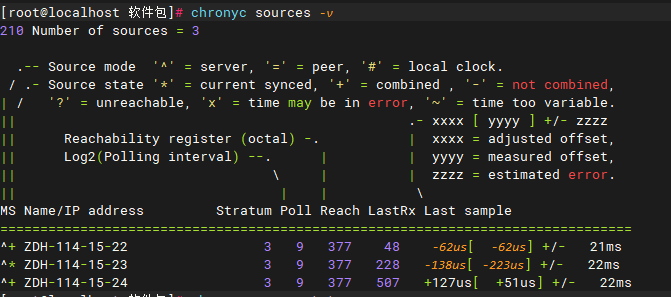 [root@localhost 软件包]# chronyc sources -v
210 Number of sources = 3
.-- Source mode '^' = server, '=' = peer, '#' = local clock.
/ .- Source state '*' = current synced, '+' = combined , '-' = not combined,
| / '?' = unreachable, 'x' = time may be in error, '~' = time too variable.
|| .- xxxx [ yyyy ] +/- zzzz
|| Reachability register (octal) -. | xxxx = adjusted offset,
|| Log2(Polling interval) --. | | yyyy = measured offset,
|| \ | | zzzz = estimated error.
|| | | \
MS Name/IP address Stratum Poll Reach LastRx Last sample
===============================================================================
^+ ZDH-114-15-22 3 9 377 48 -62us[ -62us] +/- 21ms
^* ZDH-114-15-23 3 9 377 228 -138us[ -223us] +/- 22ms
^+ ZDH-114-15-24 3 9 377 507 +127us[ +51us] +/- 22ms